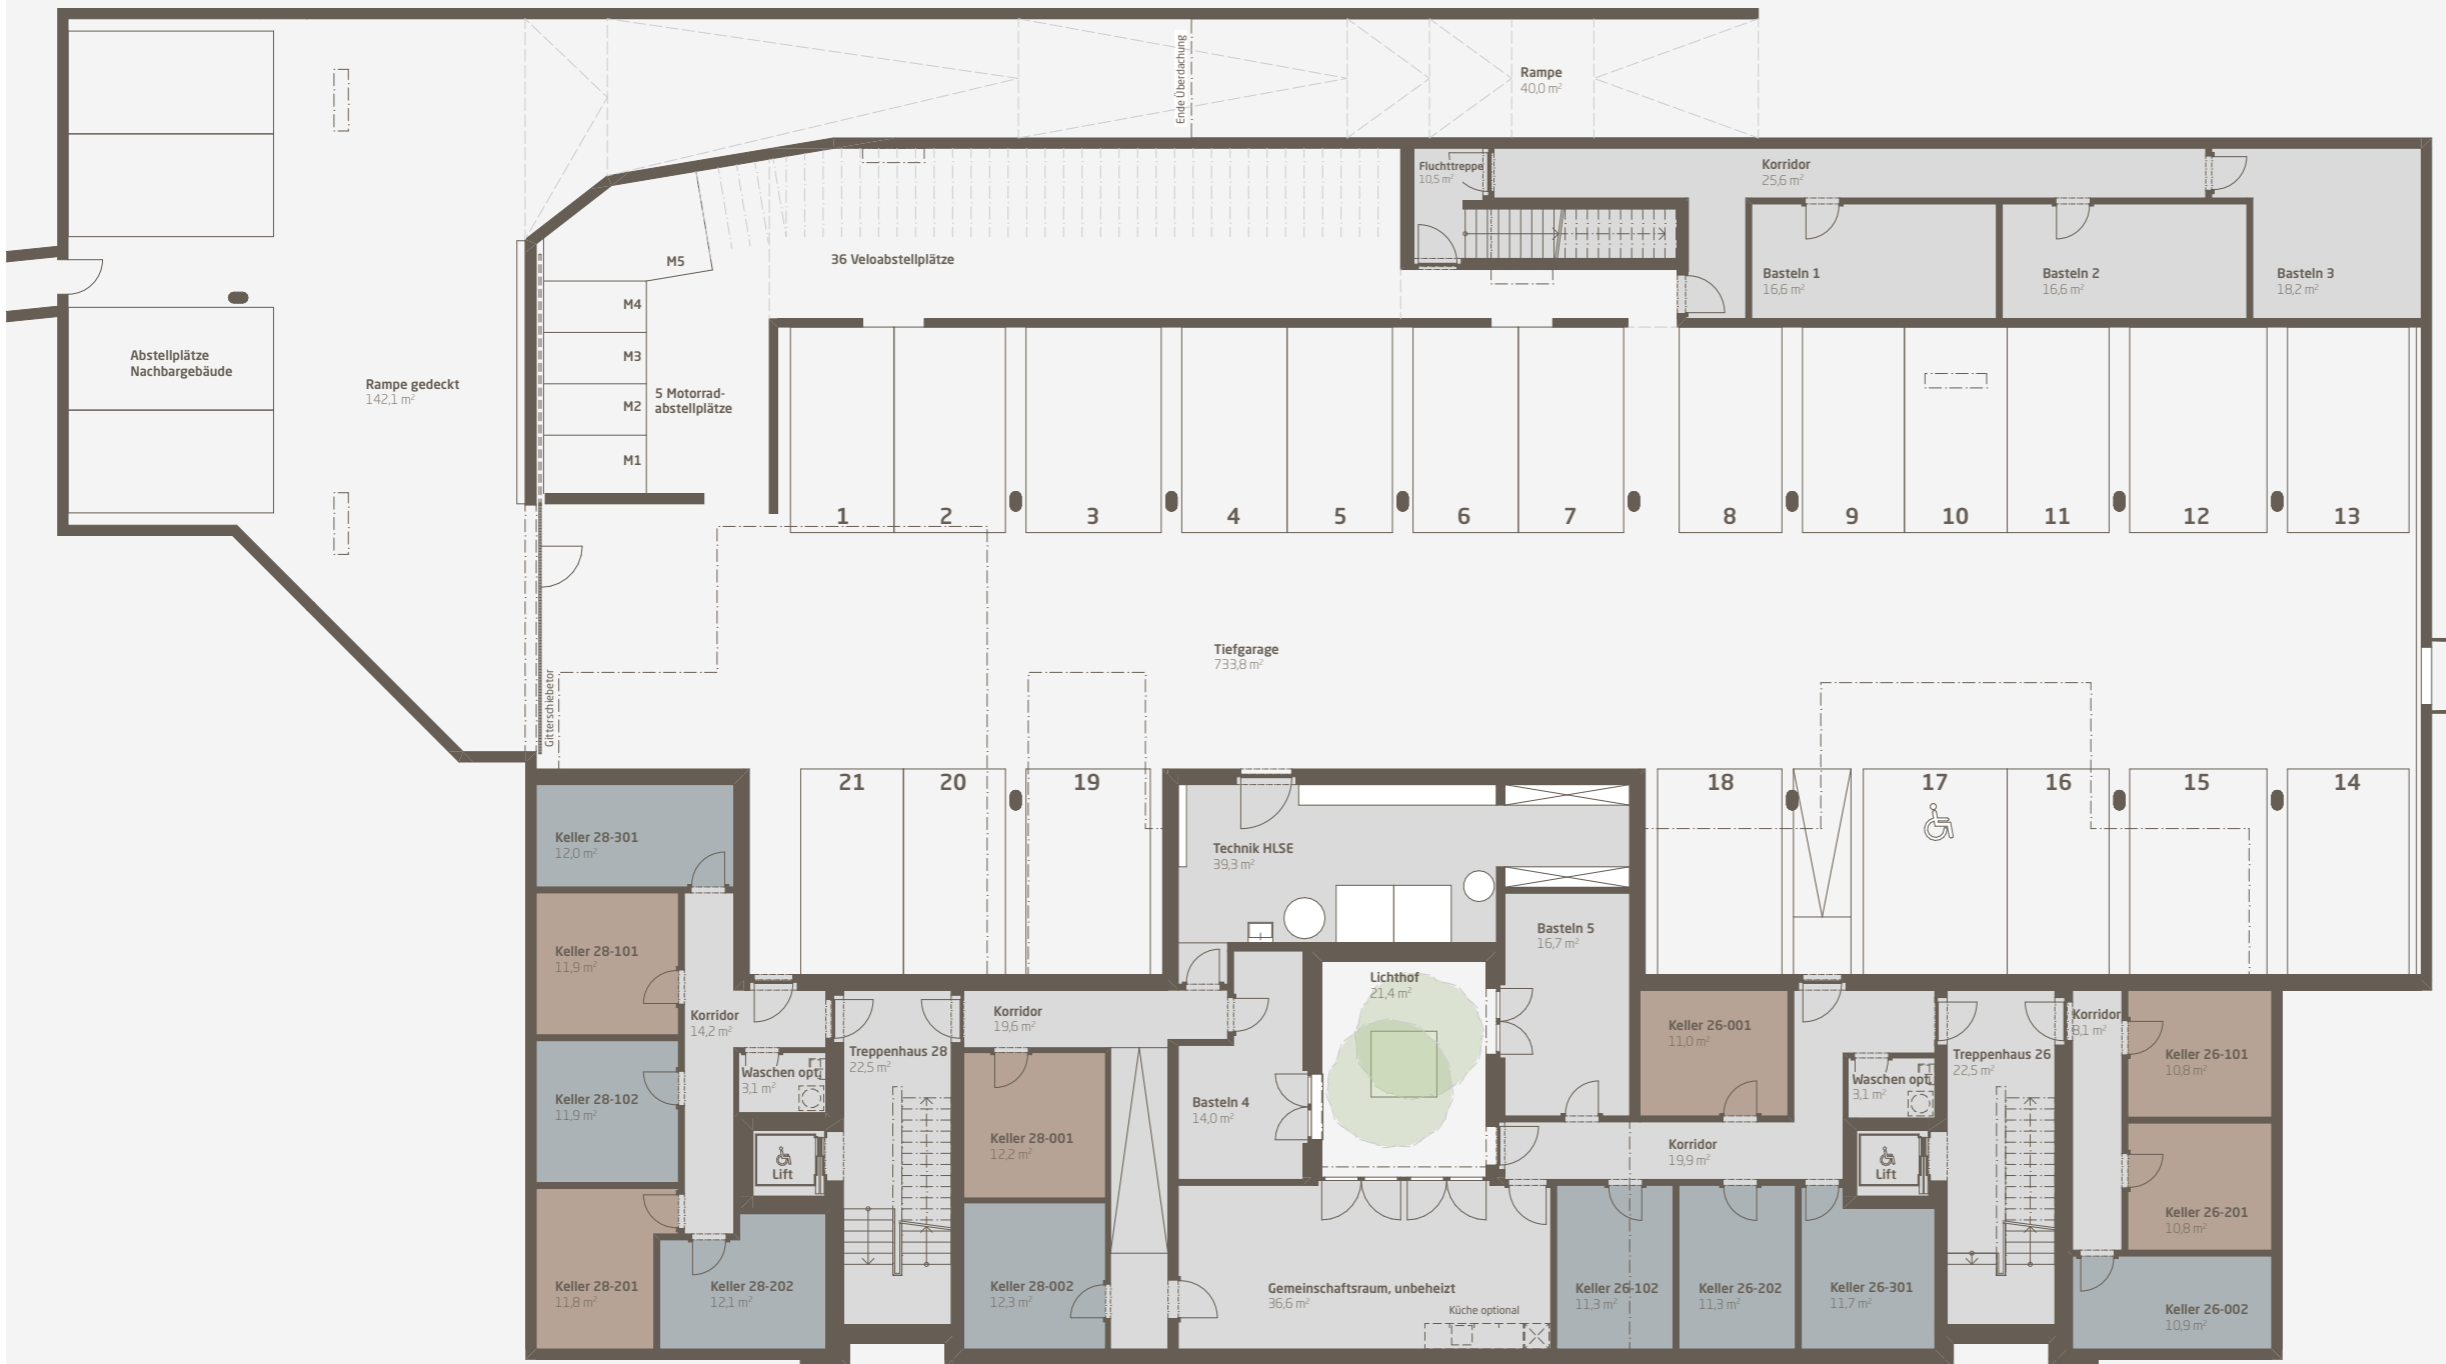 Ende Überdachung
Rampe
40,0 m²
Fluchttreppe
10,5 m²
Korridor
25,6 m²
M5
36 Veloabstellplätze
Basteln 1
16,6 m²
Basteln 2
16,6 m²
Basteln 3
18,2 m²
M4
Abstellplätze
Nachbargebäude
M3
Rampe gedeckt
142,1 m²
5 Motorrad-
abstellplätze
M2
M1
1
2
3
4
5
6
7
8
9
10
11
12
13
Gitterschiebetor
Tiefgarage
733,8 m²
21
20
19
18
17
16
15
14
Keller 28-301
12,0 m²
Technik HLSE
39,3 m²
Keller 28-101
11,9 m²
Basteln 5
16,7 m²
Lichthof
21,4 m²
Korridor
14,2 m²
Korridor
19,6 m²
Keller 26-001
11,0 m²
Korridor
8,1 m²
Treppenhaus 28
22,5 m²
Treppenhaus 26
22,5 m²
Keller 26-101
10,8 m²
Waschen opt.
3,1 m²
Waschen opt.
3,1 m²
Keller 28-102
11,9 m²
Basteln 4
14,0 m²
Keller 28-001
12,2 m²
Korridor
19,9 m²
Lift
Lift
Keller 26-201
10,8 m²
Keller 28-201
11,8 m²
Keller 28-202
12,1 m²
Keller 28-002
12,3 m²
Gemeinschaftsraum, unbeheizt
36,6 m²
Küche optional
Keller 26-102
11,3 m²
Keller 26-202
11,3 m²
Keller 26-301
11,7 m²
Keller 26-002
10,9 m²